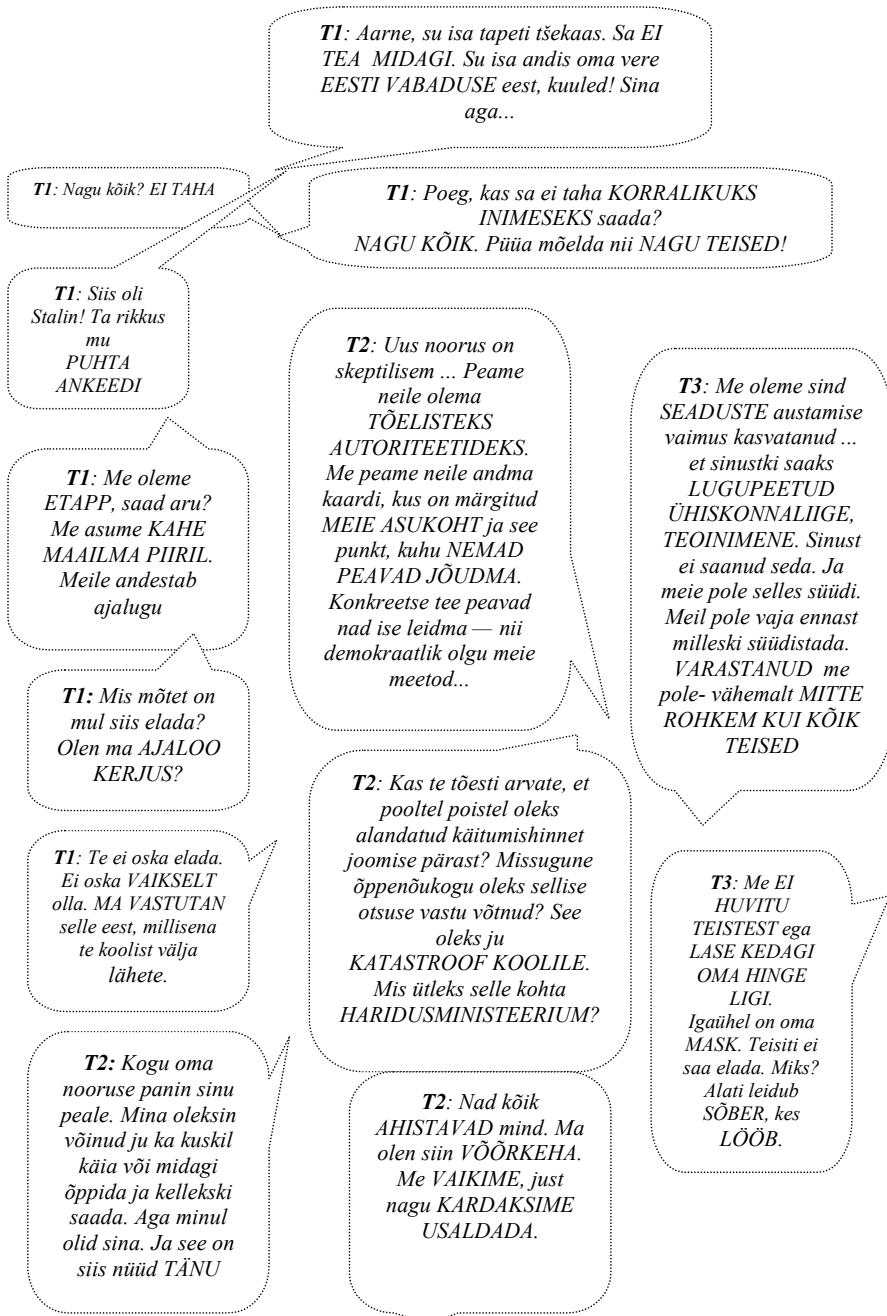 T1: Aarne, su isa tapeti tšekaas. Sa EI
TEA MIDAGI. Su isa andis oma vere
EESTI VABADUSE eest, kuuled! Sina
aga...
T1: Nagu kõik? EI TAHA
T1: Poeg, kas sa ei taha KORRALIKUKS
INIMESEKS saada?
NAGU KÕIK. Püüa mõelda nii NAGU TEISED!
T1: Siis oli
Stalin! Ta rikkus
mu
PUHTA
ANKEEDI
T2: Uus noorus on
skeptilisem ... Peame
neile olema
TÕELISTEKS
AUTORITEETIDEKS.
Me peame neile andma
kaardi, kus on märgitud
MEIE ASUKOHT ja see
punkt, kuhu NEMAD
PEAVAD JÕUDMA.
Konkreetse tee peavad
nad ise leidma — nii
demokraatlik olgu meie
meetod...
T3: Me oleme sind
SEADUSTE austamise
vaimus kasvatanud ...
et sinustki saaks
LUGUPEETUD
ÜHISKONNALIIGE,
TEOINIMENE. Sinust
ei saanud seda. Ja
meie pole selles süüdi.
Meil pole vaja ennast
milleski süüdistada.
VARASTANUD me
pole- vähemalt MITTE
ROHKEM KUI KÕIK
TEISED
T1: Me oleme
ETAPP, saad aru?
Me asume KAHE
MAAILMA PIIRIL.
Meile andestab
ajalugu
T1: Mis mõtet on
mul siis elada?
Olen ma AJALOO
KERJUS?
T2: Kas te tõesti arvate, et
pooltel poistel oleks
alandatud käitumishinnet
joomise pärast? Missugune
õppenõukogu oleks sellise
otsuse vastu võtnud? See
oleks ju
KATASTROOF KOOLILE.
Mis ütleks selle kohta
HARIDUSMINISTEERIUM?
T1: Te ei oska elada.
Ei oska VAIKSELT
olla. MA VASTUTAN
selle eest, millisena
te koolist välja
lähete.
T3: Me EI
HUVITU
TEISTEST ega
LASE KEDAGI
OMA HINGE
LIGI.
Igaühel on oma
MASK. Teisiti ei
saa elada. Miks?
Alati leidub
SÕBER, kes
LÖÖB.
T2: Kogu oma
nooruse panin sinu
peale. Mina oleksin
võinud ju ka kuskil
käia või midagi
õppida ja kellekski
saada. Aga minul
olid sina. Ja see on
siis nüüd TÄNU
T2: Nad kõik
AHISTAVAD mind. Ma
olen siin VÕÕRKEHA.
Me VAIKIME, just
nagu KARDAKSIME
USALDADA.